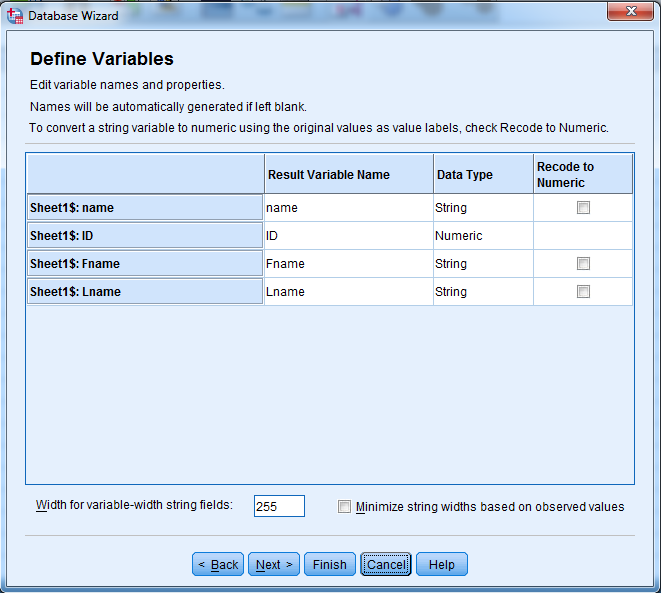 Database Wizard
Define Variables
Edit variable names and properties.
Names will be automatically generated if left blank.
To convert a string variable to numeric using the original values as value labels, check Recode to Numeric.
Result Variable Name Data Type Recode to Numeric
Sheet1$: name name String
Sheet1$: ID ID Numeric
Sheet1$: Fname Fname String
Sheet1$: Lname Lname String
Width for variable-width string fields: 255 Minimize string widths based on observed values
< Back Next > Finish Cancel Help